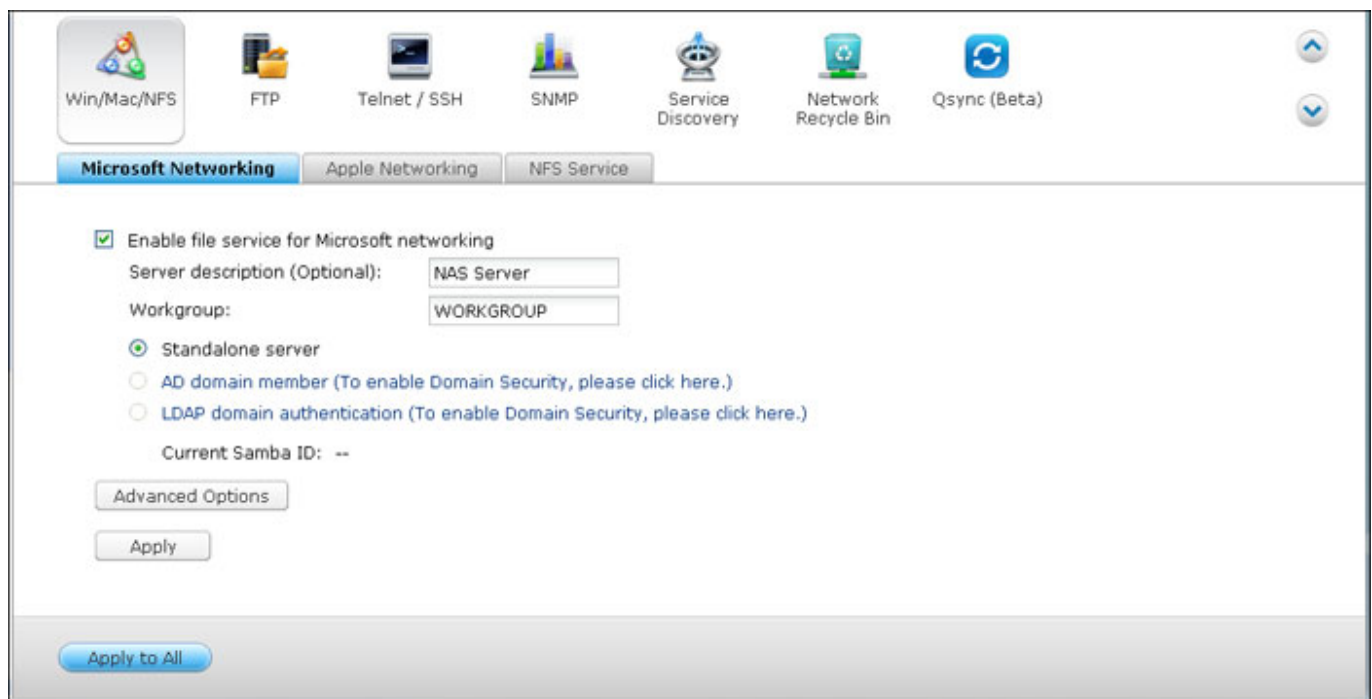 Win/Mac/NFS
FTP
Telnet / SSH
SNMP
Service
Discovery
Network
Recycle Bin
Qsync (Beta)
Microsoft Networking
Apple Networking
NFS Service
Enable file service for Microsoft networking
Server description (Optional): NAS Server
Workgroup: WORKGROUP
Standalone server
AD domain member (To enable Domain Security, please click here.)
LDAP domain authentication (To enable Domain Security, please click here.)
Current Samba ID: --
Advanced Options
Apply
Apply to All